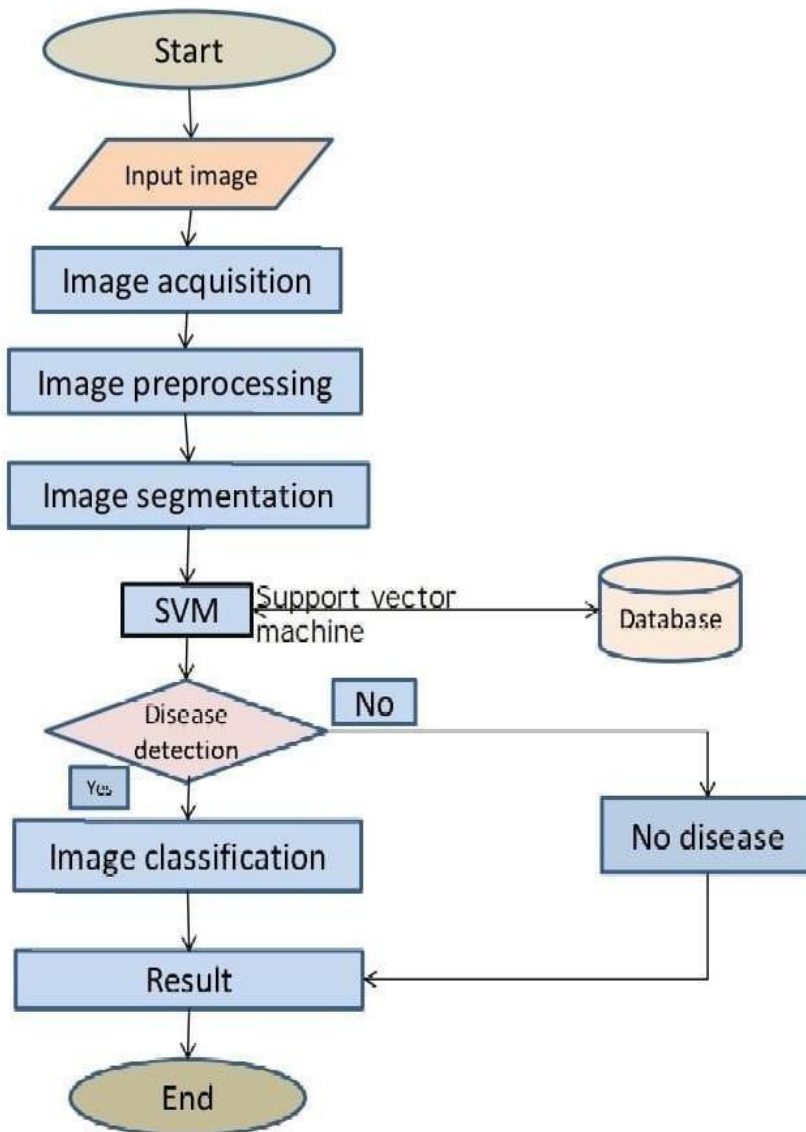 Start
Input image
Image acquisition
Image preprocessing
Image segmentation
SVM
Support vector
machine
Database
Disease
detection
No
Yes
Image classification
No disease
Result
End